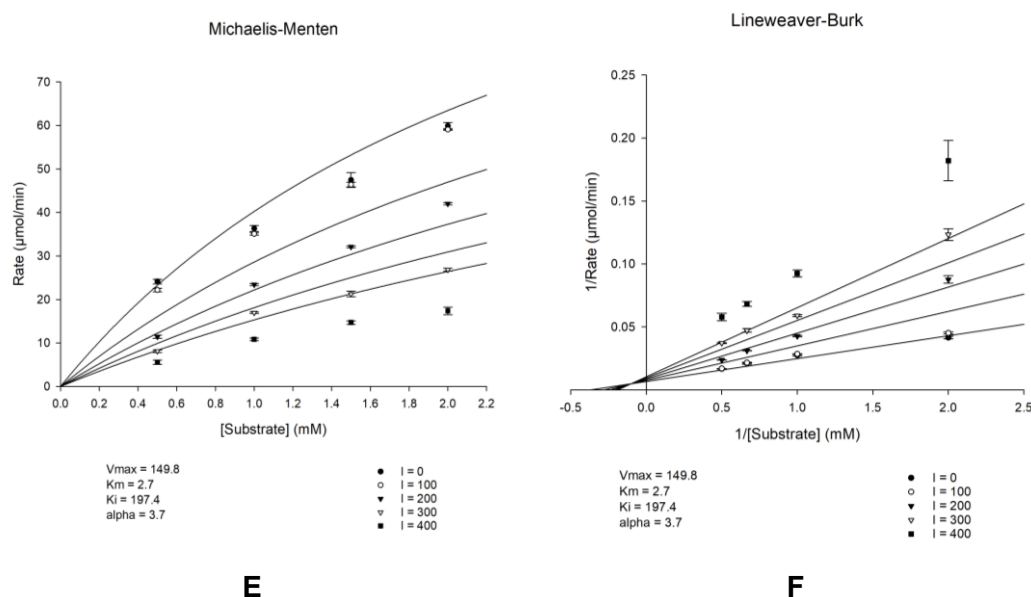 Michaelis-Menten
Rate (µmol/min)
70
60
50
40
30
20
10
0
0.0 0.2 0.4 0.6 0.8 1.0 1.2 1.4 1.6 1.8 2.0 2.2
[Substrate] (mM)
Vmax = 149.8
Km = 2.7
Ki = 197.4
alpha = 3.7
I = 0
I = 100
I = 200
I = 300
I = 400
E
Lineweaver-Burk
1/Rate (µmol/min)
0.25
0.20
0.15
0.10
0.05
-0.5 0.0 0.5 1.0 1.5 2.0 2.5
1/[Substrate] (mM)
Vmax = 149.8
Km = 2.7
Ki = 197.4
alpha = 3.7
I = 0
I = 100
I = 200
I = 300
I = 400
F